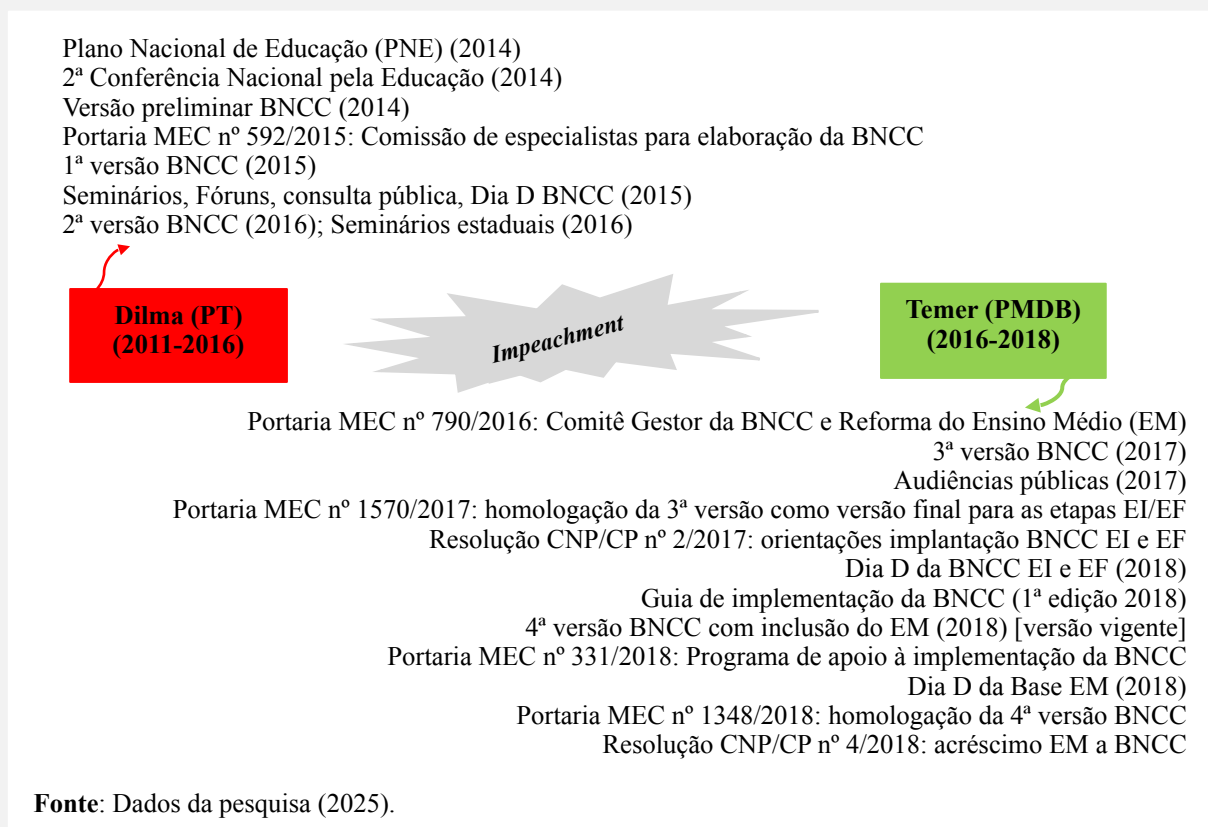 Plano Nacional de Educação (PNE) (2014)
2ª Conferência Nacional pela Educação (2014)
Versão preliminar BNCC (2014)
Portaria MEC nº 592/2015: Comissão de especialistas para elaboração da BNCC
1ª versão BNCC (2015)
Seminários, Fóruns, consulta pública, Dia D BNCC (2015)
2ª versão BNCC (2016); Seminários estaduais (2016)
Dilma (PT)
(2011-2016)
Impeachment
Temer (PMDB)
(2016-2018)
Portaria MEC nº 790/2016: Comitê Gestor da BNCC e Reforma do Ensino Médio (EM)
3ª versão BNCC (2017)
Audiências públicas (2017)
Portaria MEC nº 1570/2017: homologação da 3ª versão como versão final para as etapas EI/EF
Resolução CNP/CP nº 2/2017: orientações implantação BNCC EI e EF
Dia D da BNCC EI e EF (2018)
Guia de implementação da BNCC (1ª edição 2018)
4ª versão BNCC com inclusão do EM (2018) [versão vigente]
Portaria MEC nº 331/2018: Programa de apoio à implementação da BNCC
Dia D da Base EM (2018)
Portaria MEC nº 1348/2018: homologação da 4ª versão BNCC
Resolução CNP/CP nº 4/2018: acréscimo EM a BNCC
Fonte: Dados da pesquisa (2025).